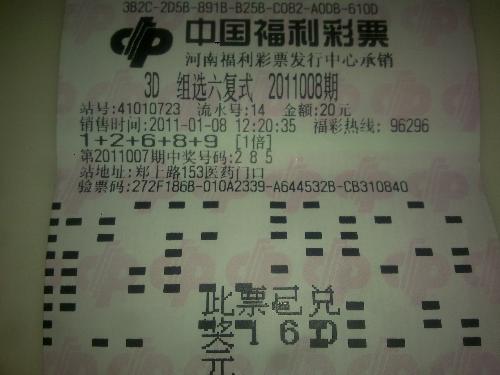 3B2C-2D5B-891B-B25B-C0B2-A0DB-610D
中国福利彩票
河南福利彩票发行中心承销
3D 组选六复式 2011008期
站号:41010723 流水号:14 金额:20元
销售时间:2011-01-08 12:20:35 福彩热线: 96296
1+2+6+8+9 [1倍]
第2011007期中奖号码:2 8 5
站地址:郑上路153医药门口
验票码:272F186B-010A2339-A644532B-CB310840
此票已兑
奖160
元